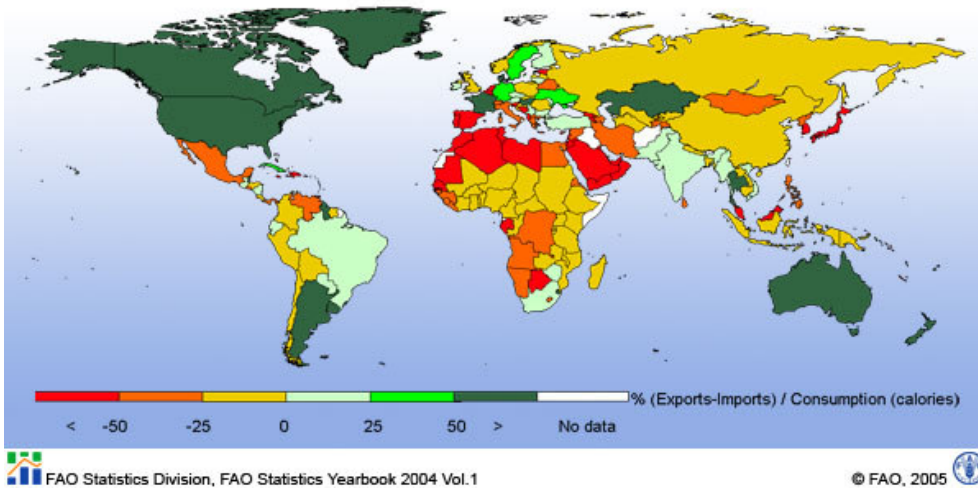 % (Exports-Imports) / Consumption (calories)
< -50 -25 0 25 50 > No data
FAO Statistics Division, FAO Statistics Yearbook 2004 Vol.1 © FAO, 2005